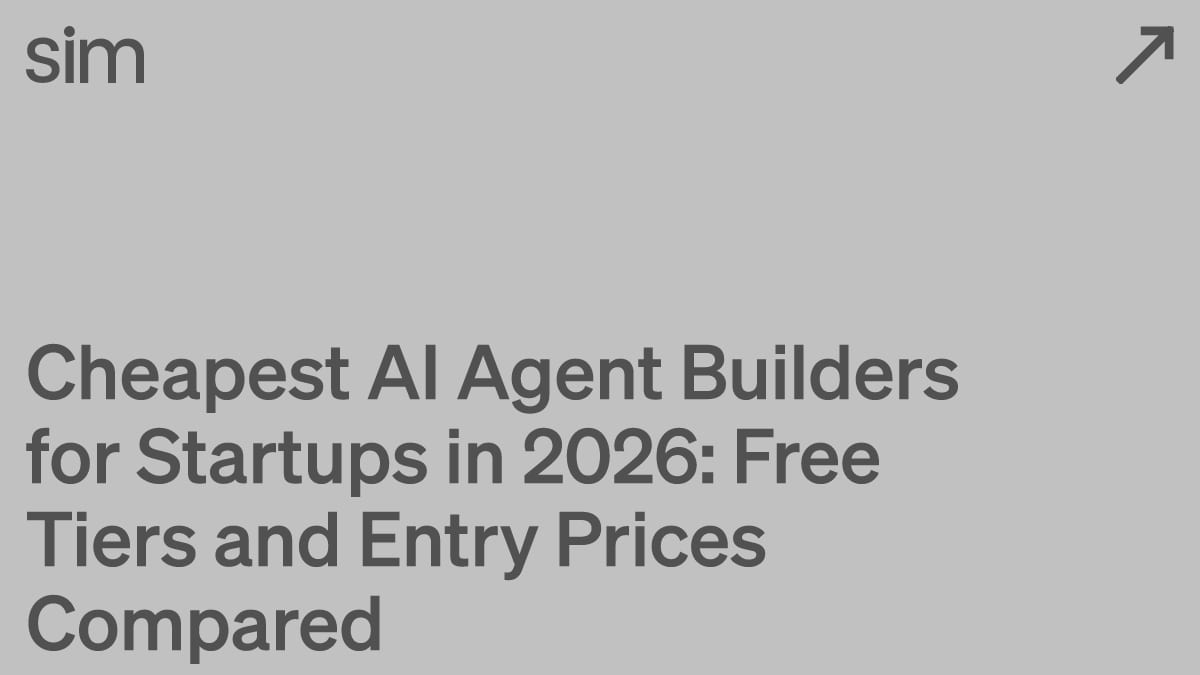 sim
Cheapest AI Agent Builders
for Startups in 2026: Free
Tiers and Entry Prices
Compared